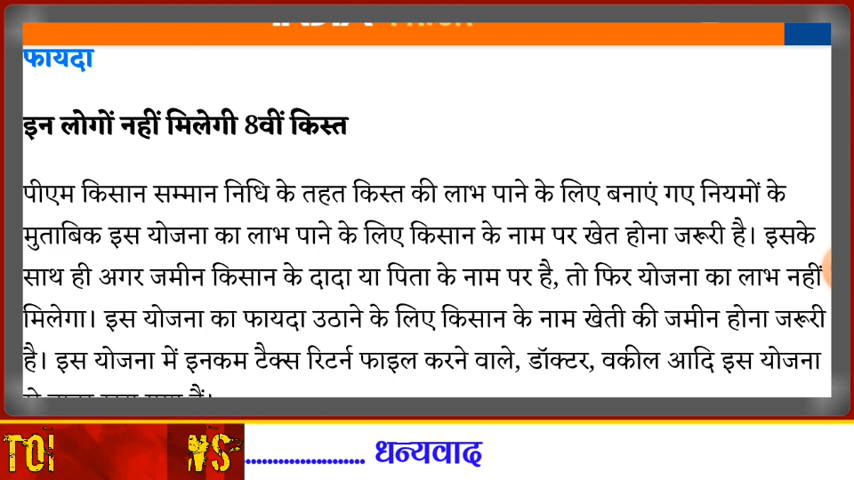 फायदा
इन लोगों नहीं मिलेगी 8वीं किस्त
पीएम किसान सम्मान निधि के तहत किस्त की लाभ पाने के लिए बनाएं गए नियमों के
मुताबिक इस योजना का लाभ पाने के लिए किसान के नाम पर खेत होना जरूरी है। इसके
साथ ही अगर जमीन किसान के दादा या पिता के नाम पर है, तो फिर योजना का लाभ नहीं
मिलेगा। इस योजना का फायदा उठाने के लिए किसान के नाम खेती की जमीन होना जरूरी
है। इस योजना में इनकम टैक्स रिटर्न फाइल करने वाले, डॉक्टर, वकील आदि इस योजना
TOI NS ...................... धन्यवाद